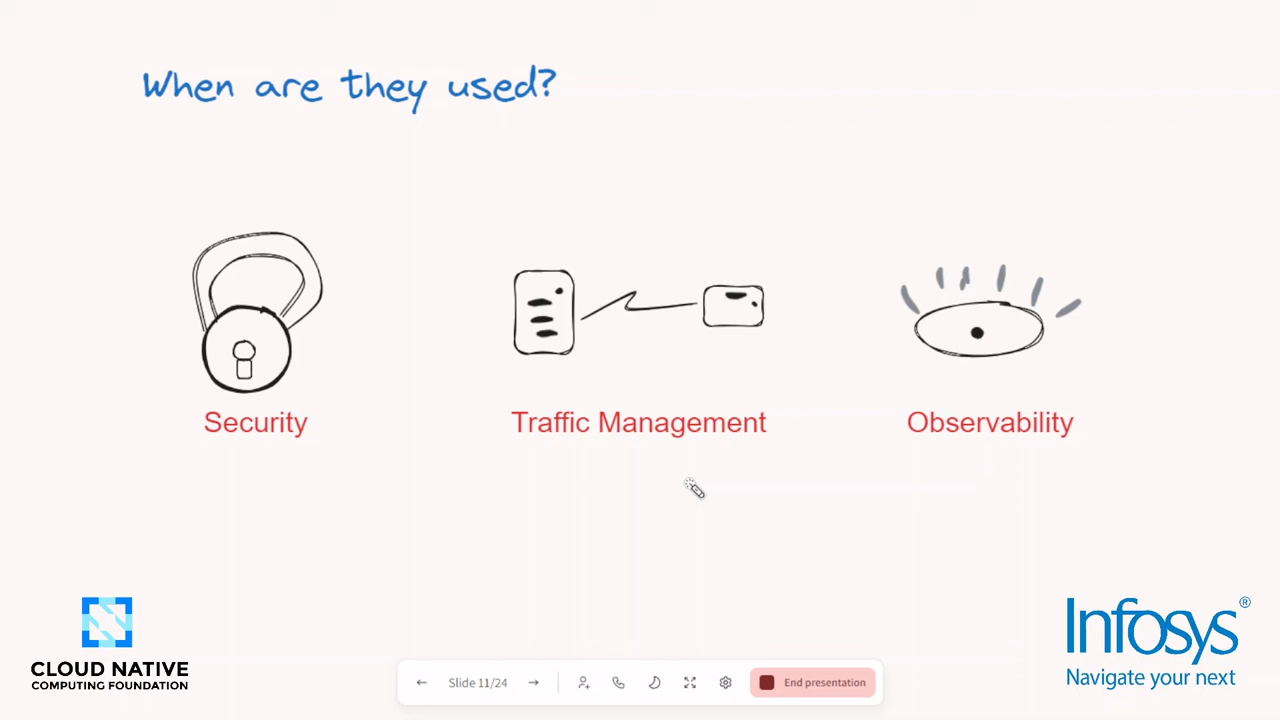 When are they used?
Security
Traffic Management
Observability
CLOUD NATIVE
COMPUTING FOUNDATION
Slide 11/24
End presentation
Infosys®
Navigate your next